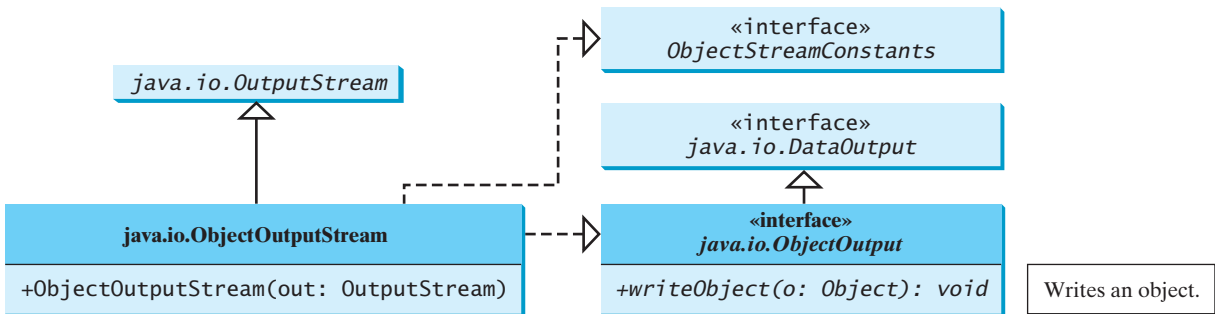 «interface»
ObjectStreamConstants
java.io.OutputStream
«interface»
java.io.DataOutput
java.io.ObjectOutputStream
«interface»
java.io.ObjectOutput
+ObjectOutputStream(out: OutputStream)
+writeObject(o: Object): void
Writes an object.